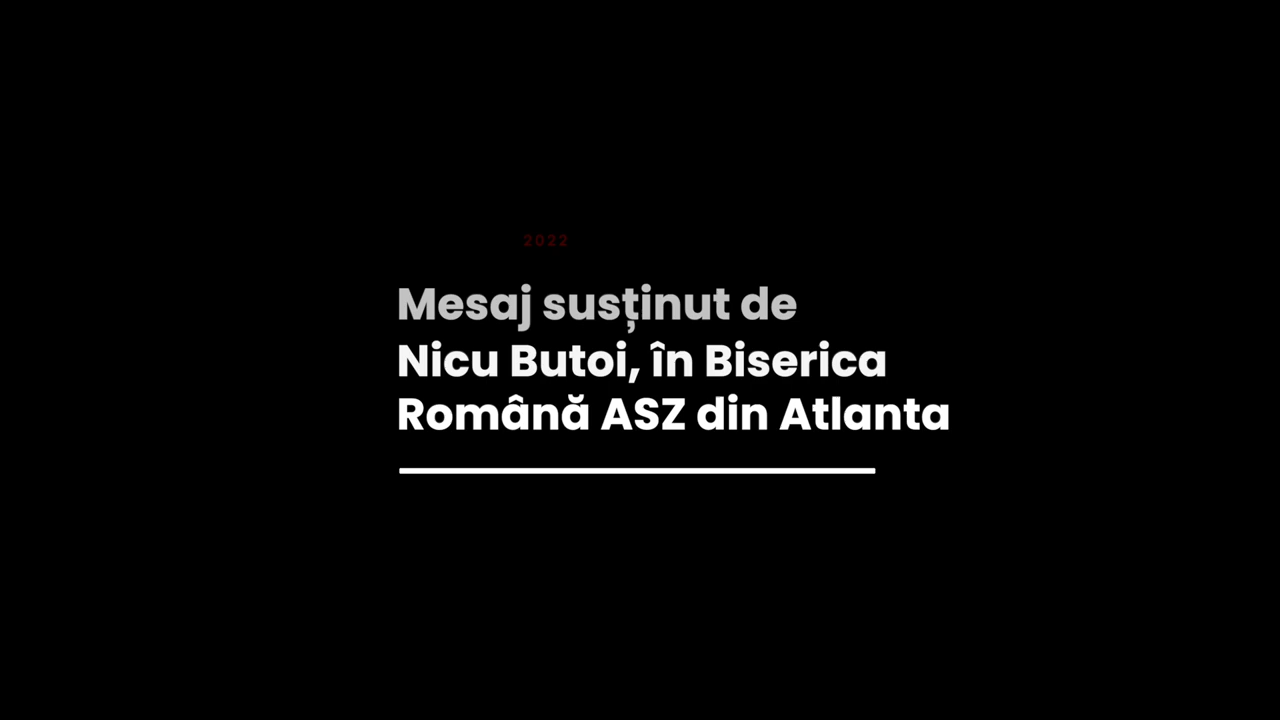 2022
Mesaj susținut de
Nicu Butoi, în Biserica
Română ASZ din Atlanta